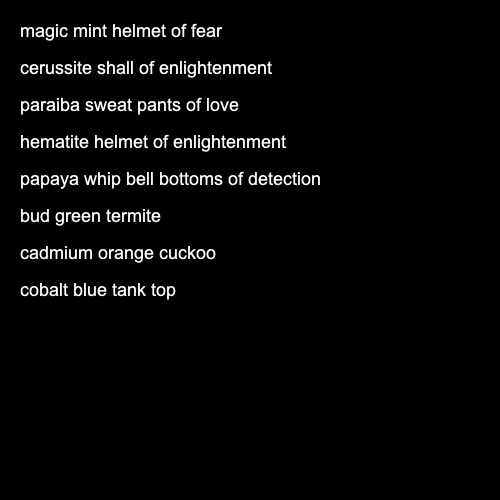 magic mint helmet of fear
cerussite shall of enlightenment
paraiba sweat pants of love
hematite helmet of enlightenment
papaya whip bell bottoms of detection
bud green termite
cadmium orange cuckoo
cobalt blue tank top